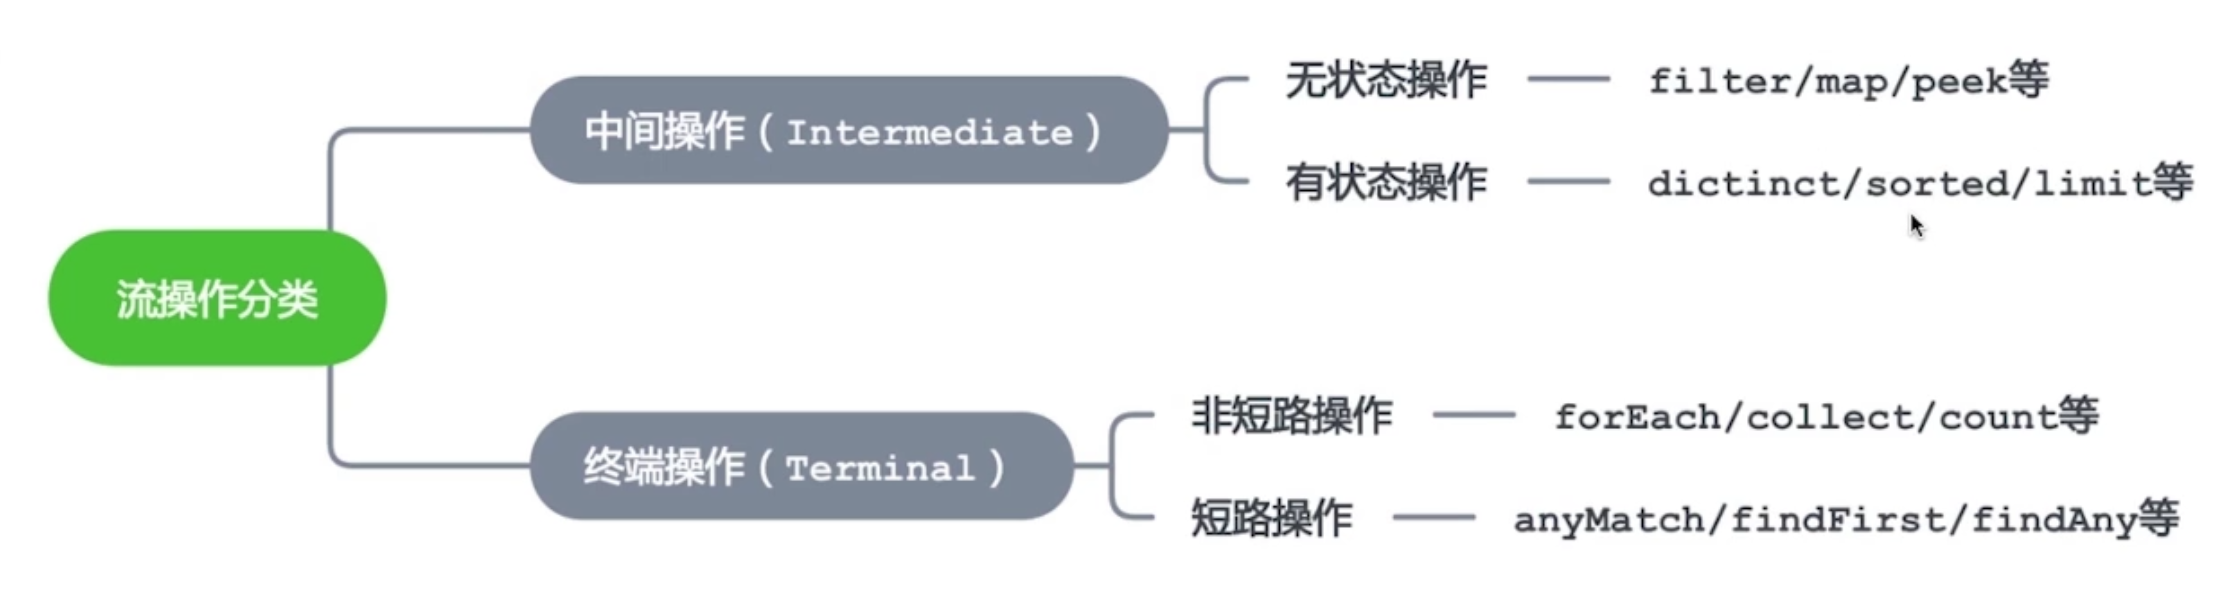 流操作分类
中间操作（Intermediate）
无状态操作
filter/map/peek等
有状态操作
dictinct/sorted/limit等
终端操作（Terminal）
非短路操作
forEach/collect/count等
短路操作
anyMatch/findFirst/findAny等